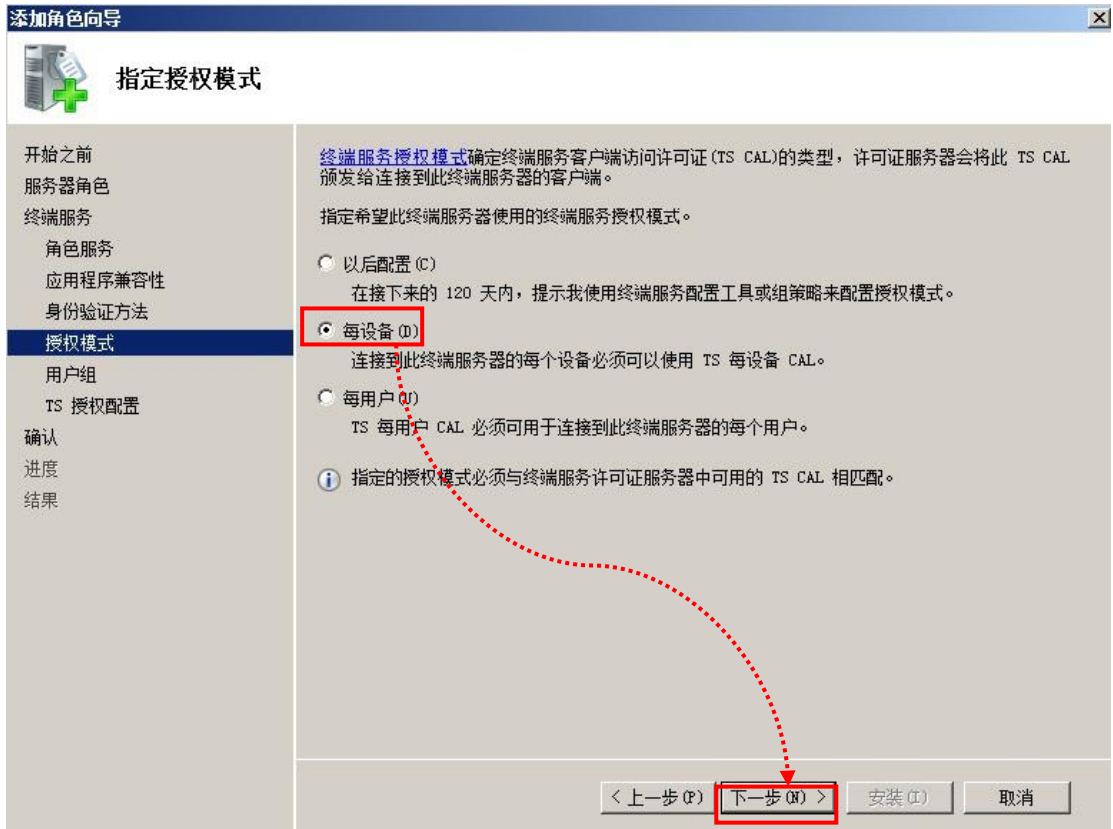 添加角色向导
指定授权模式
开始之前
服务器角色
终端服务
角色服务
应用程序兼容性
身份验证方法
授权模式
用户组
TS 授权配置
确认
进度
结果
终端服务授权模式确定终端服务客户端访问许可证(TS CAL)的类型，许可证服务器会将此 TS CAL
颁发给连接到此终端服务器的客户端。
指定希望此终端服务器使用的终端服务授权模式。
以后配置(C)
在接下来的 120 天内，提示我使用终端服务配置工具或组策略来配置授权模式。
每设备(D)
连接到此终端服务器的每个设备必须可以使用 TS 每设备 CAL。
每用户(U)
TS 每用户 CAL 必须可用于连接到此终端服务器的每个用户。
指定的授权模式必须与终端服务许可证服务器中可用的 TS CAL 相匹配。
< 上一步(P)
下一步(N) >
安装(I)
取消